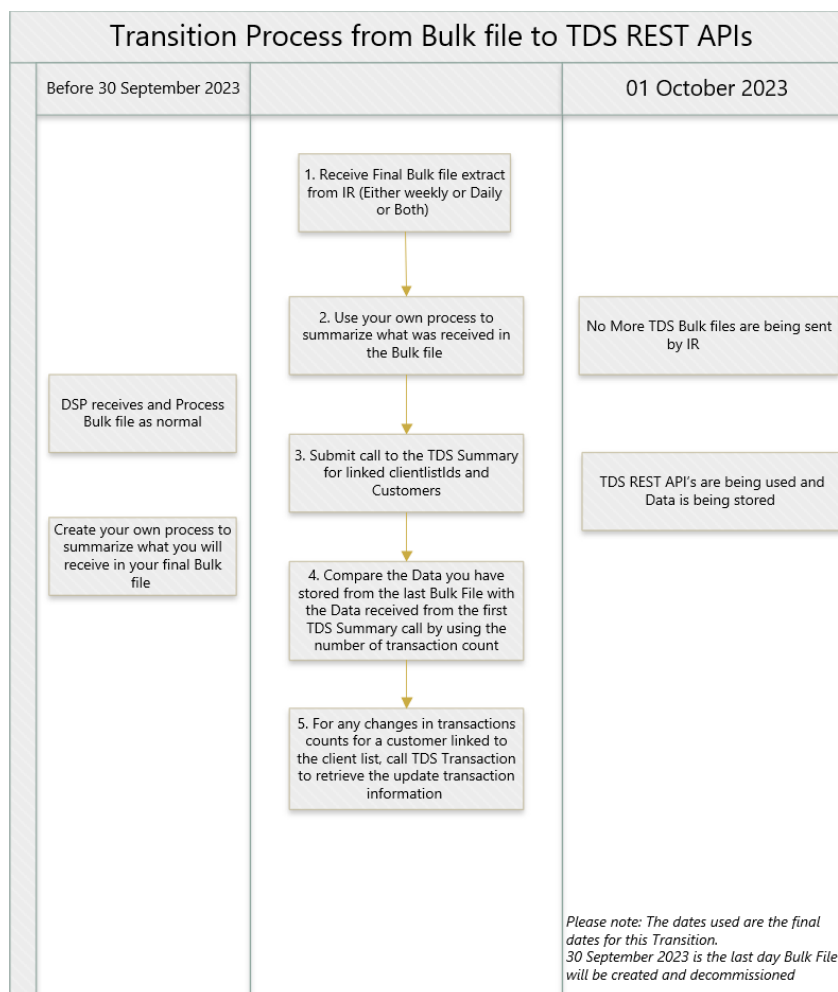 Transition Process from Bulk file to TDS REST APIs
Before 30 September 2023
01 October 2023
1. Receive Final Bulk file extract
from IR (Either weekly or Daily
or Both)
2. Use your own process to
summarize what was received in
the Bulk file
No More TDS Bulk files are being sent
by IR
DSP receives and Process
Bulk file as normal
3. Submit call to the TDS Summary
for linked clientlistIds and
Customers
TDS REST API's are being used and
Data is being stored
Create your own process to
summarize what you will
receive in your final Bulk
file
4. Compare the Data you have
stored from the last Bulk File with
the Data received from the first
TDS Summary call by using the
number of transaction count
5. For any changes in transactions
counts for a customer linked to
the client list, call TDS Transaction
to retrieve the update transaction
information
Please note: The dates used are the final
dates for this Transition.
30 September 2023 is the last day Bulk File
will be created and decommissioned